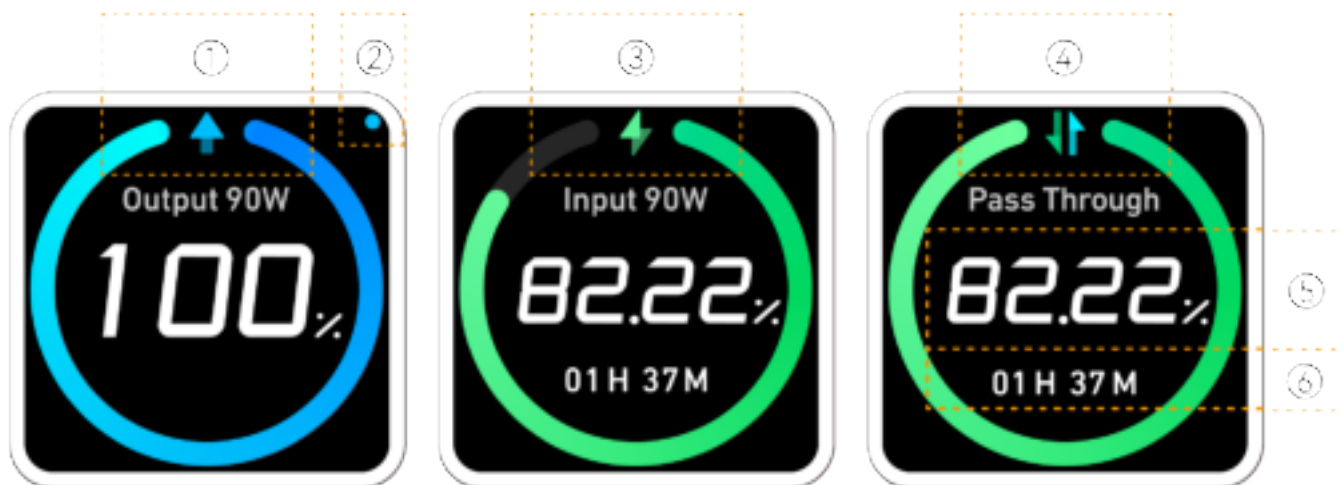 ① ② ③ ④
Output 90W
100%
Input 90W
82.22%
01H 37M
Pass Through
82.22%
01H 37M
⑤
⑥